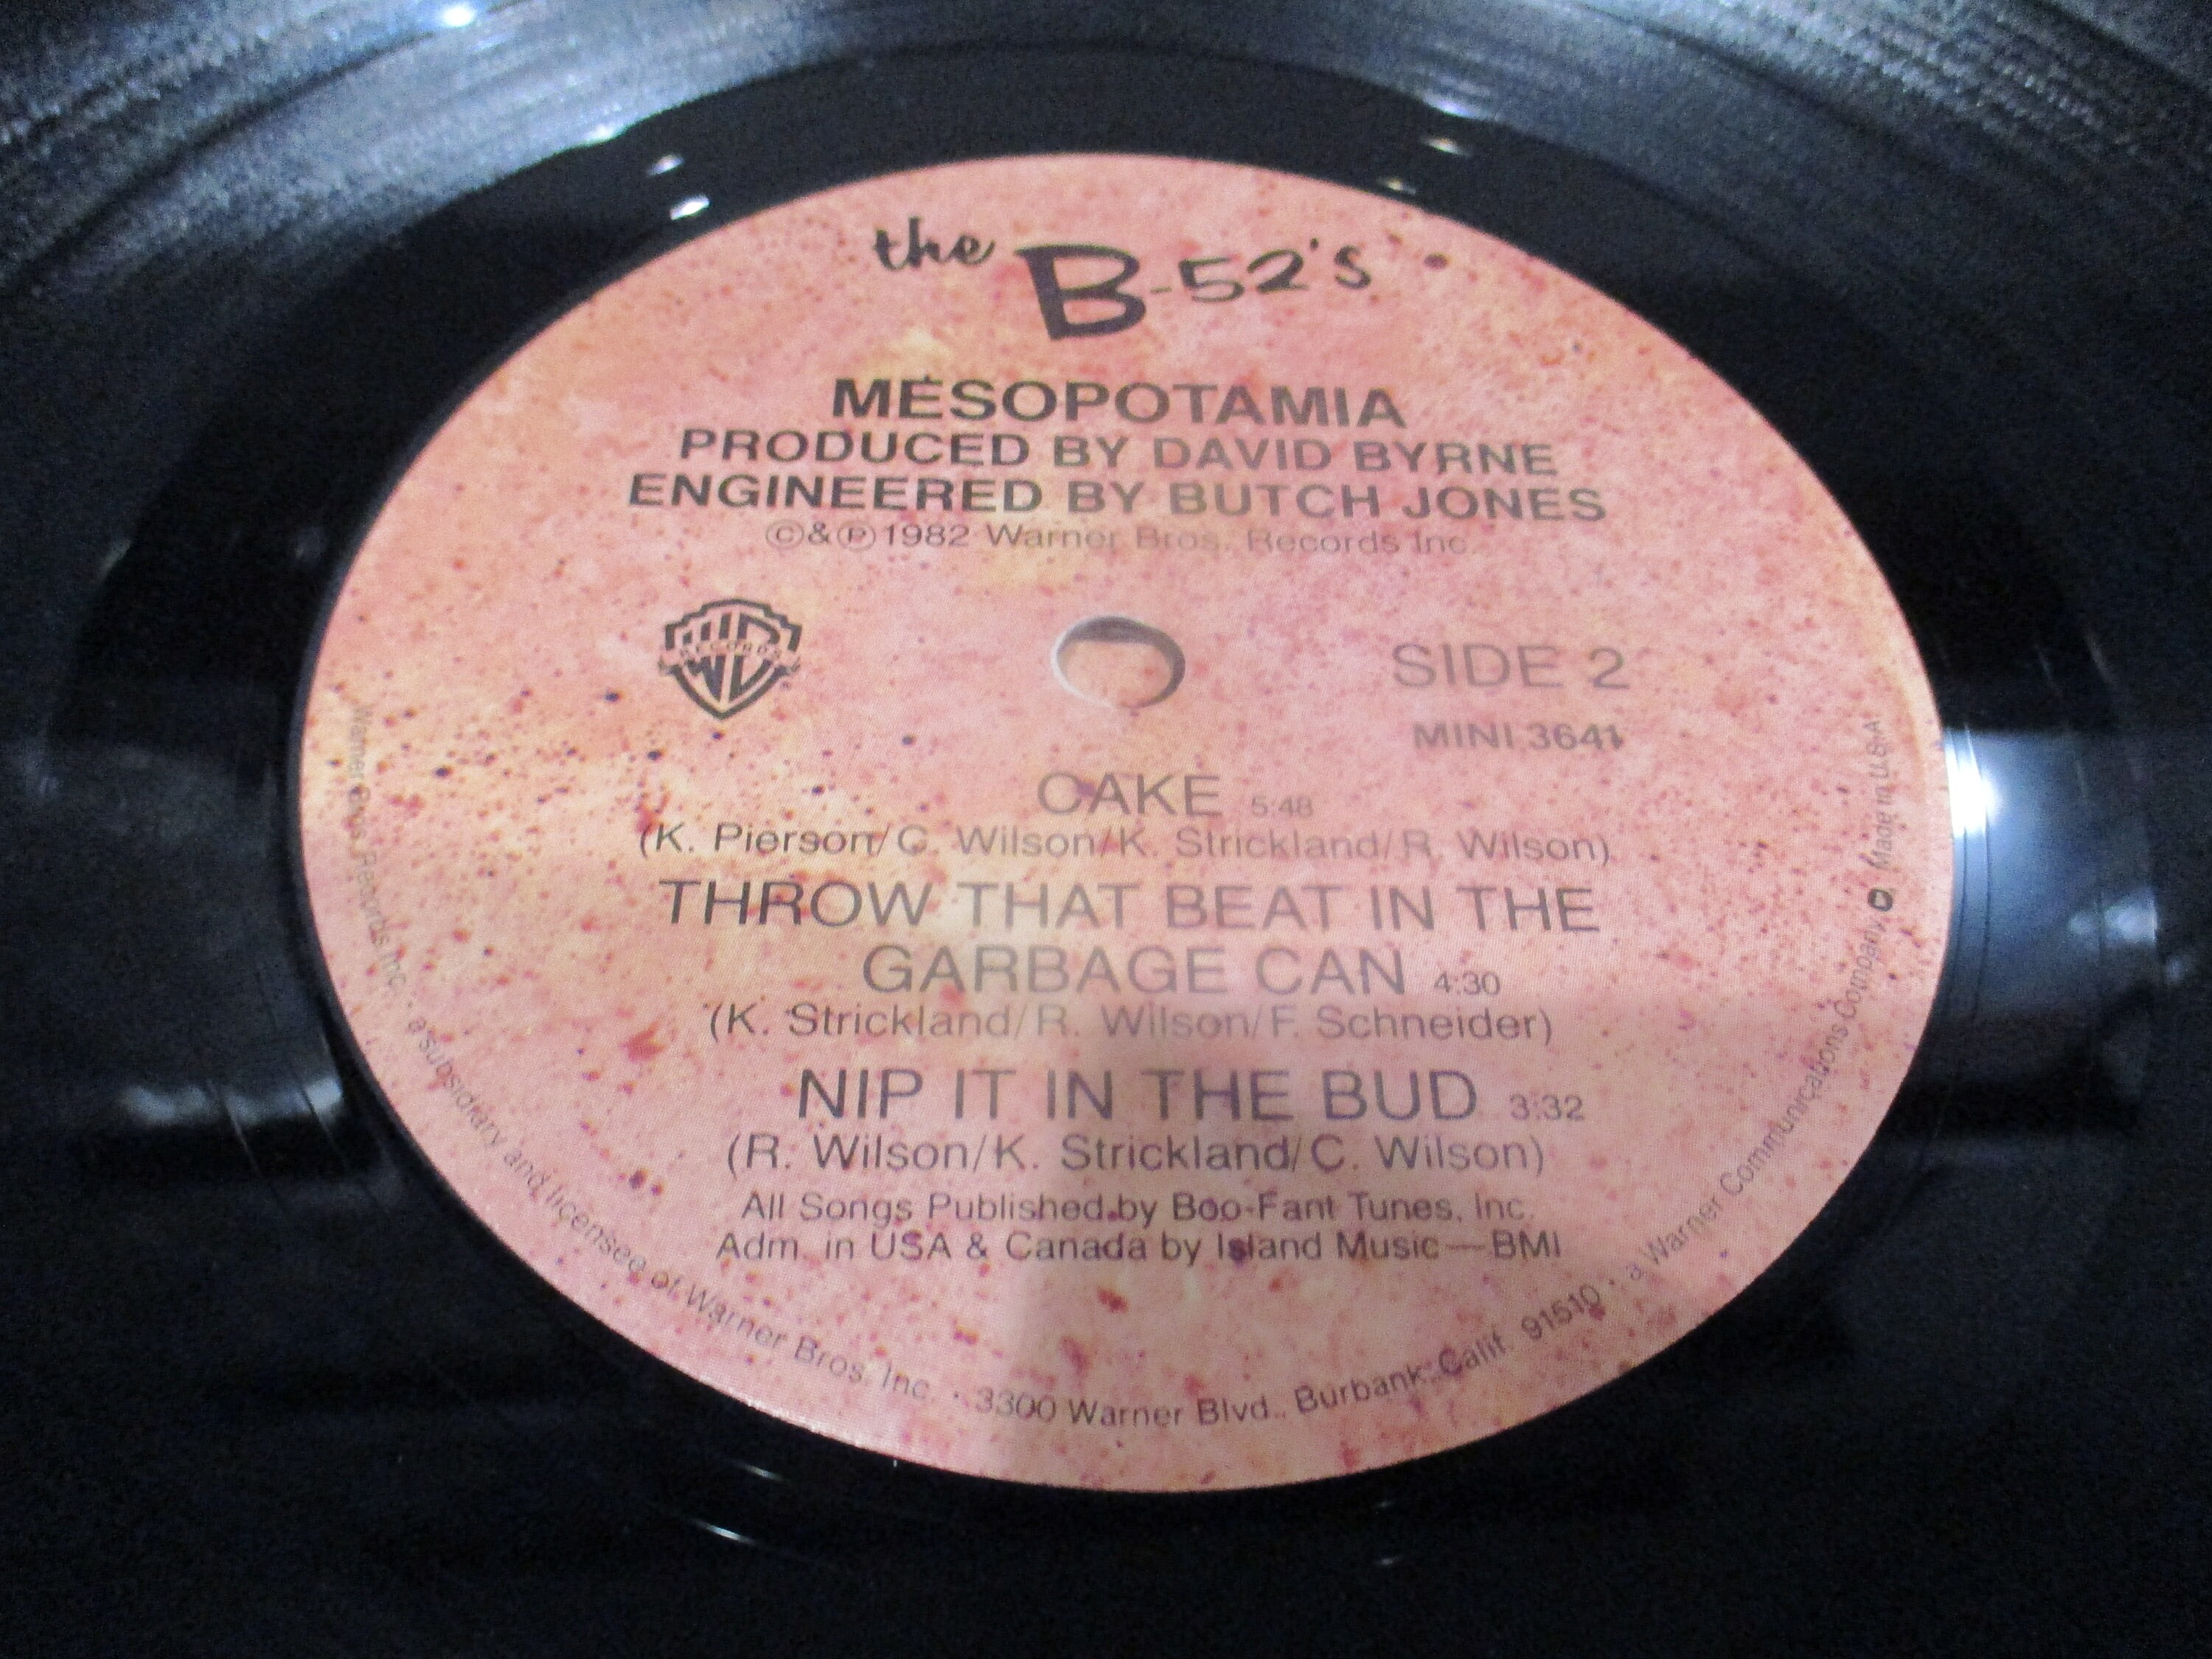 the B-52's
MESOPOTAMIA
PRODUCED BY DAVID BYRNE
ENGINEERED BY BUTCH JONES
©&℗1982 Warner Bros. Records Inc.
WB
RECORDS
SIDE 2
MINI 3641
CAKE 5:48
(K. Pierson/C. Wilson/K. Strickland/R. Wilson)
THROW THAT BEAT IN THE
GARBAGE CAN 4:30
(K. Strickland/R. Wilson/F. Schneider)
NIP IT IN THE BUD 3:32
(R. Wilson/K. Strickland/C. Wilson)
All Songs Published by Boo-Fant Tunes, Inc.
Adm. in USA & Canada by Island Music—BMI
Warner Bros. Records Inc. · a subsidiary and licensee of Warner Bros. Inc. · 3300 Warner Blvd., Burbank, Calif. 91510 · a Warner Communications Company Made in U.S.A.